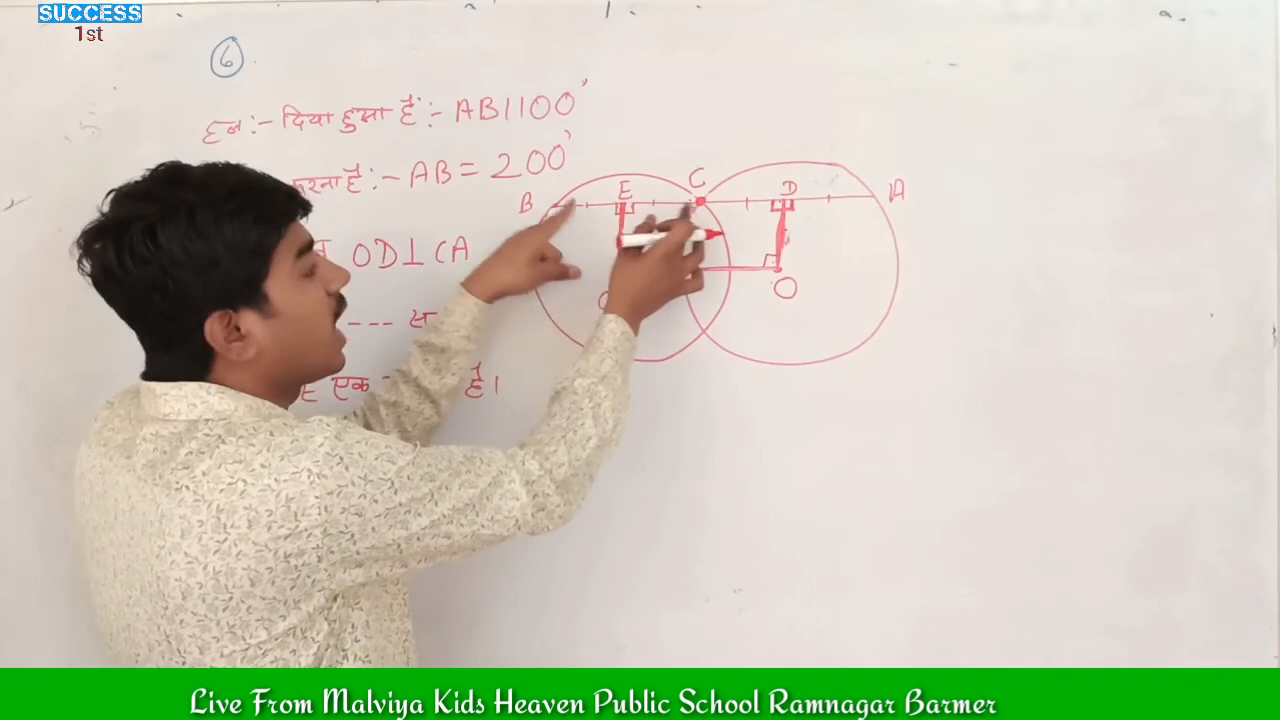 SUCCESS
1st
6
हल :- दिया हुआ है :- AB||OO'
करना है :- AB = 2OO'
OD⊥CA
--- स
E एक - है।
B E C D A
O
Live From Malviya Kids Heaven Public School Ramnagar Barmer